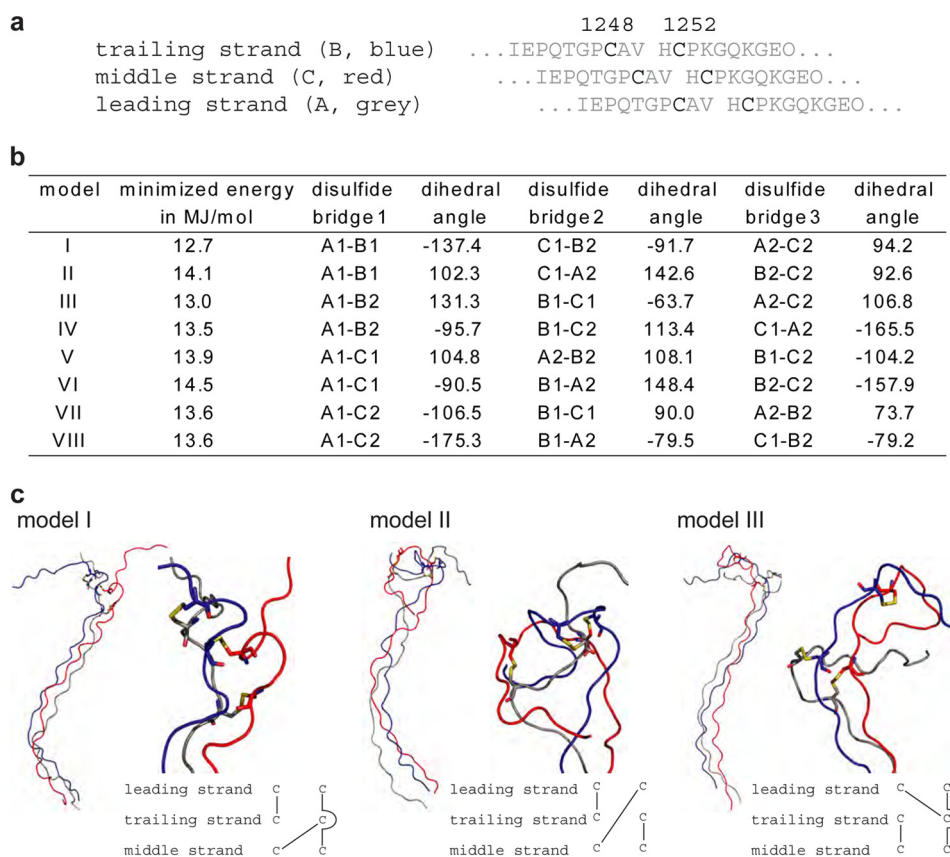 a
1248 1252
trailing strand (B, blue) ...IEPQTGPCAV HCPKGQKGEO...
middle strand (C, red) ...IEPQTGPCAV HCPKGQKGEO...
leading strand (A, grey) ...IEPQTGPCAV HCPKGQKGEO...
b
model minimized energy disulfide dihedral disulfide dihedral disulfide dihedral
in MJ/mol bridge1 angle bridge2 angle bridge3 angle
I 12.7 A1-B1 -137.4 C1-B2 -91.7 A2-C2 94.2
II 14.1 A1-B1 102.3 C1-A2 142.6 B2-C2 92.6
III 13.0 A1-B2 131.3 B1-C1 -63.7 A2-C2 106.8
IV 13.5 A1-B2 -95.7 B1-C2 113.4 C1-A2 -165.5
V 13.9 A1-C1 104.8 A2-B2 108.1 B1-C2 -104.2
VI 14.5 A1-C1 -90.5 B1-A2 148.4 B2-C2 -157.9
VII 13.6 A1-C2 -106.5 B1-C1 90.0 A2-B2 73.7
VIII 13.6 A1-C2 -175.3 B1-A2 -79.5 C1-B2 -79.2
c
model I model II model III
leading strand C C leading strand C C leading strand C C
trailing strand C C trailing strand C C trailing strand C C
middle strand C C middle strand C C middle strand C C